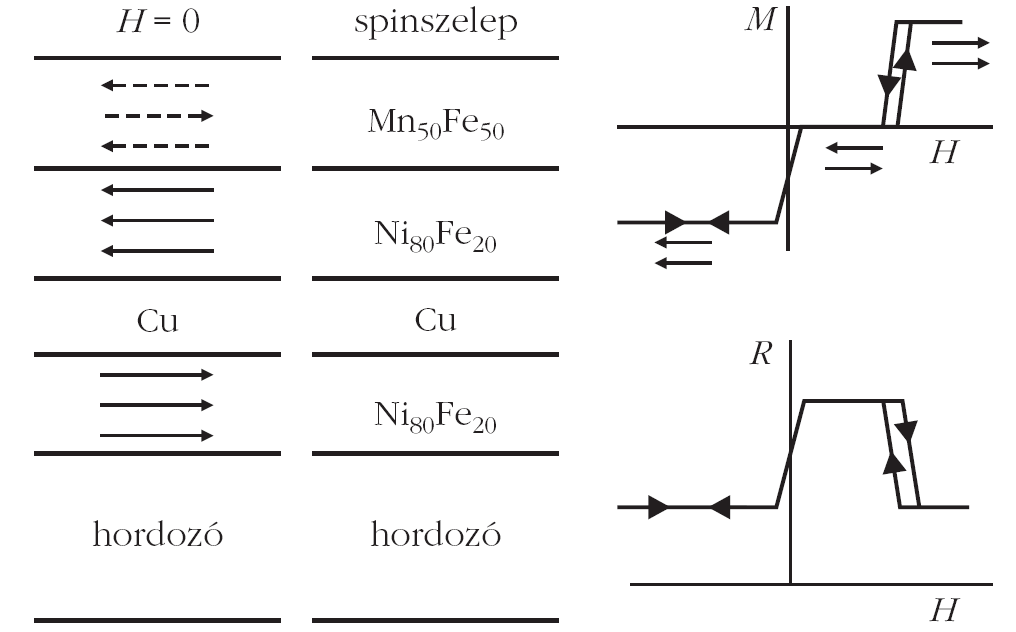 H = 0
spinszelep
Mn50Fe50
Ni80Fe20
Cu
Cu
Ni80Fe20
hordozó
hordozó
M
H
R
H